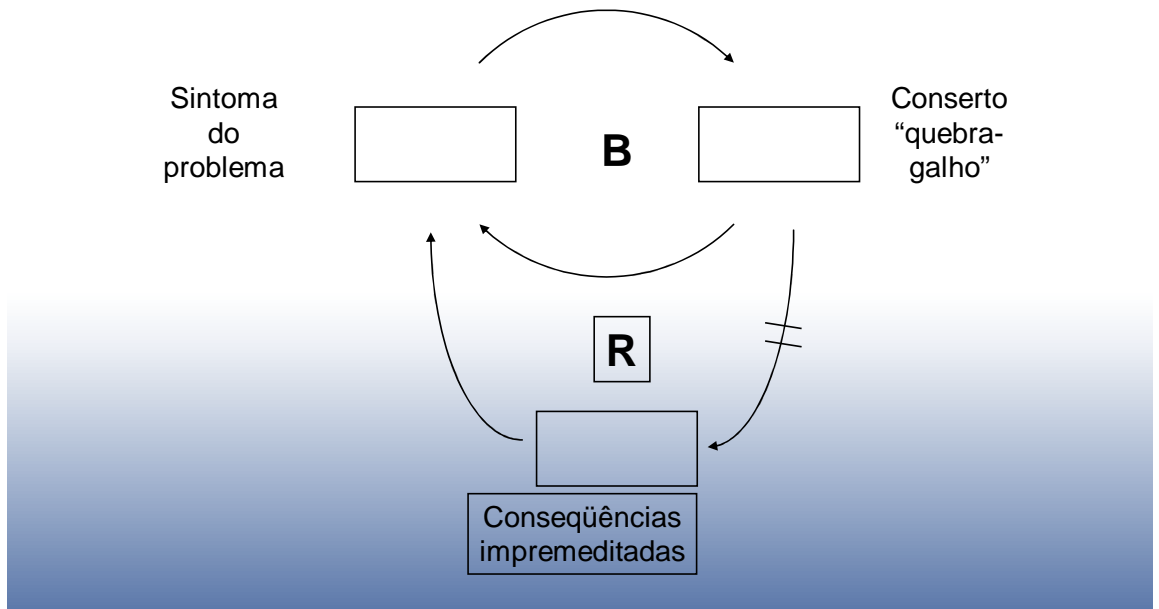 Sintoma
do
problema
B
Conserto
“quebra-
galho”
R
Conseqüências
impremeditadas